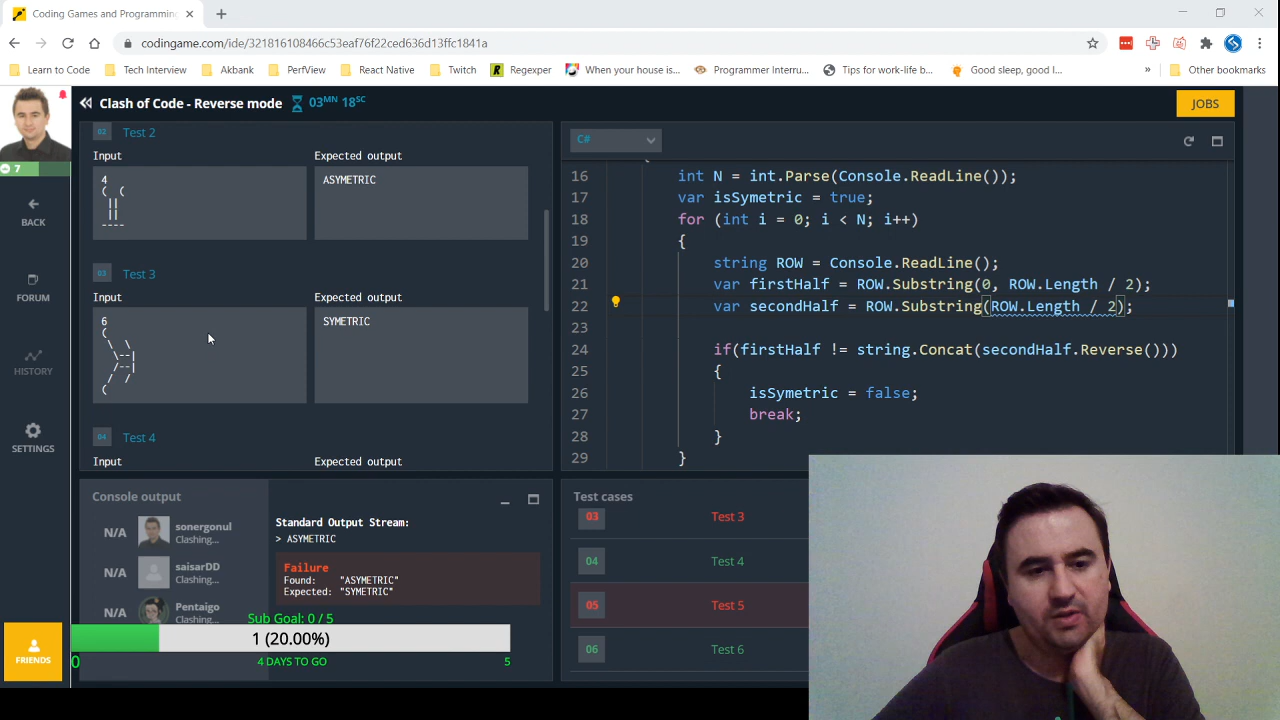 Coding Games and Programming
codingame.com/ide/321816108466c53eaf76f22ced636d13ffc1841a
Learn to Code
Tech Interview
Akbank
PerfView
React Native
Twitch
Regexper
When your house is...
Programmer Interru...
Tips for work-life b...
Good sleep, good l...
»
Other bookmarks
Clash of Code - Reverse mode
03MN 18SC
JOBS
7
BACK
FORUM
HISTORY
SETTINGS
FRIENDS
02 Test 2
Input
Expected output
4
(  (
 ||
 ||
----
ASYMETRIC
03 Test 3
Input
Expected output
6
(
 \ \
  \--|
  /--|
 / /
(
SYMETRIC
04 Test 4
Input
Expected output
C#
16 int N = int.Parse(Console.ReadLine());
17 var isSymetric = true;
18 for (int i = 0; i < N; i++)
19 {
20 string ROW = Console.ReadLine();
21 var firstHalf = ROW.Substring(0, ROW.Length / 2);
22 var secondHalf = ROW.Substring(ROW.Length / 2);
23
24 if(firstHalf != string.Concat(secondHalf.Reverse()))
25 {
26 isSymetric = false;
27 break;
28 }
29 }
Console output
N/A sonergonul
Clashing...
N/A saisarDD
Clashing...
N/A Pentaigo
Clashing...
Standard Output Stream:
> ASYMETRIC
Failure
Found: "ASYMETRIC"
Expected: "SYMETRIC"
Sub Goal: 0 / 5
1 (20.00%)
0
4 DAYS TO GO
5
Test cases
03 Test 3
04 Test 4
05 Test 5
06 Test 6